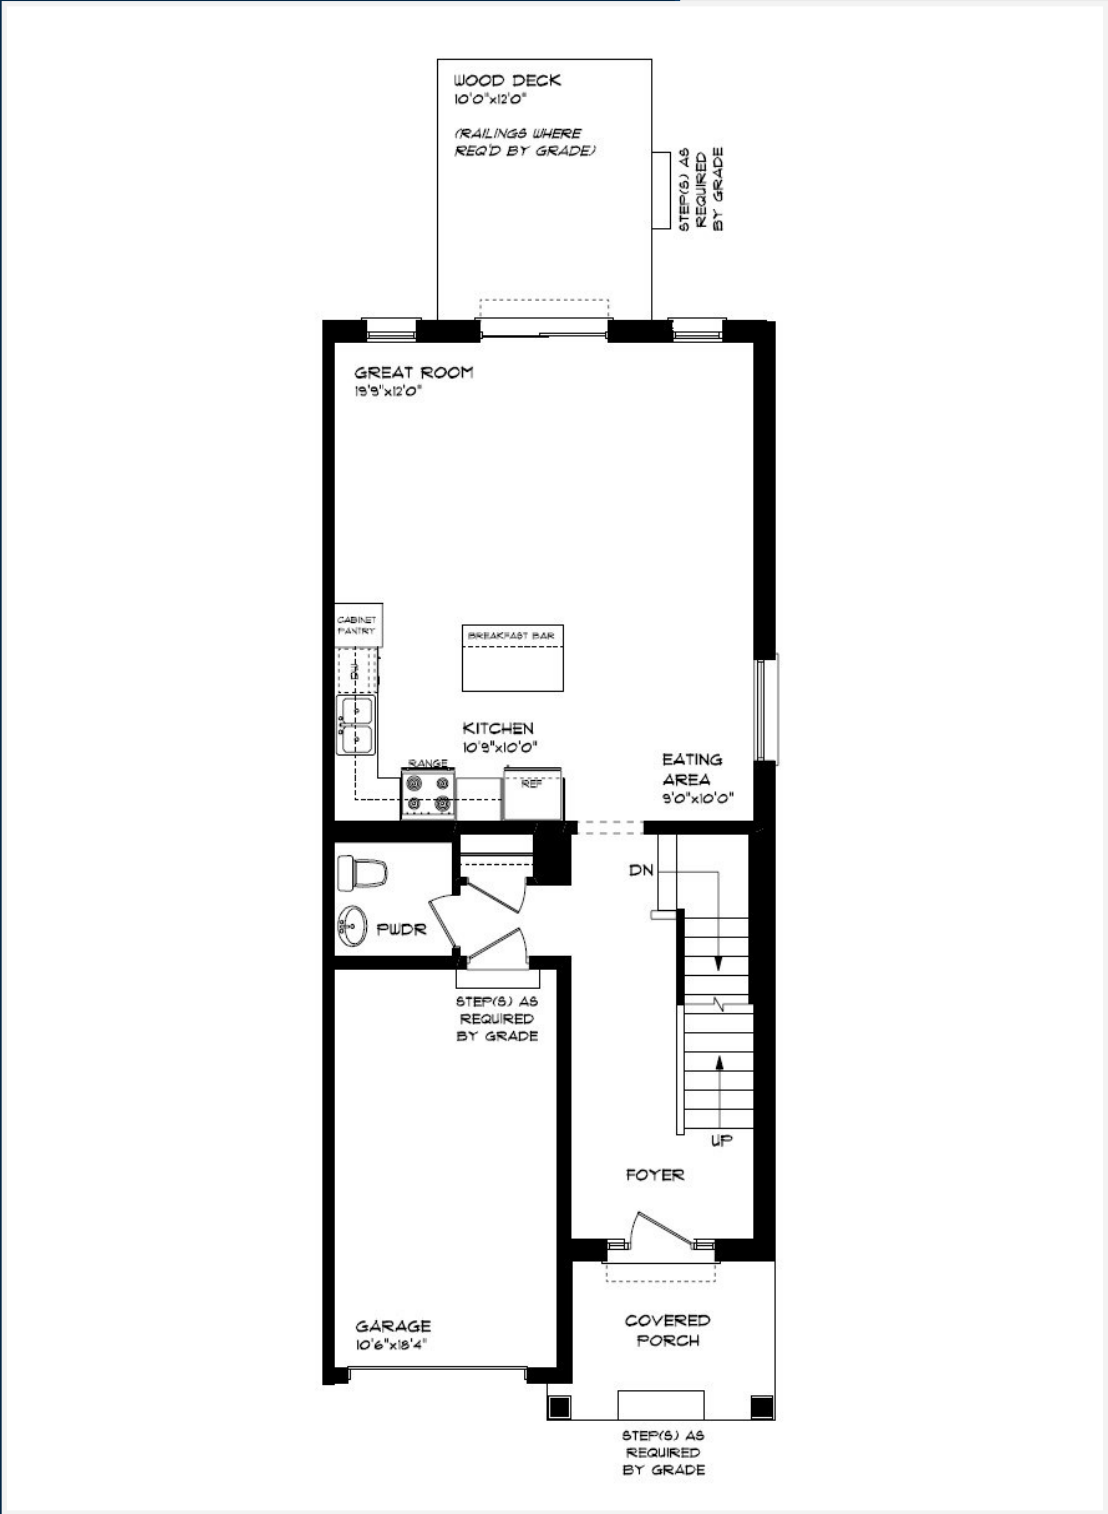 WOOD DECK
10'0"x12'0"
(RAILINGS WHERE
REQ'D BY GRADE)
STEP(S) AS
REQUIRED
BY GRADE
GREAT ROOM
19'9"x12'0"
CABINET
PANTRY
BREAKFAST BAR
KITCHEN
10'9"x10'0"
RANGE
REF
EATING
AREA
9'0"x10'0"
DN
PWDR
STEP(S) AS
REQUIRED
BY GRADE
UP
FOYER
GARAGE
10'6"x18'4"
COVERED
PORCH
STEP(S) AS
REQUIRED
BY GRADE